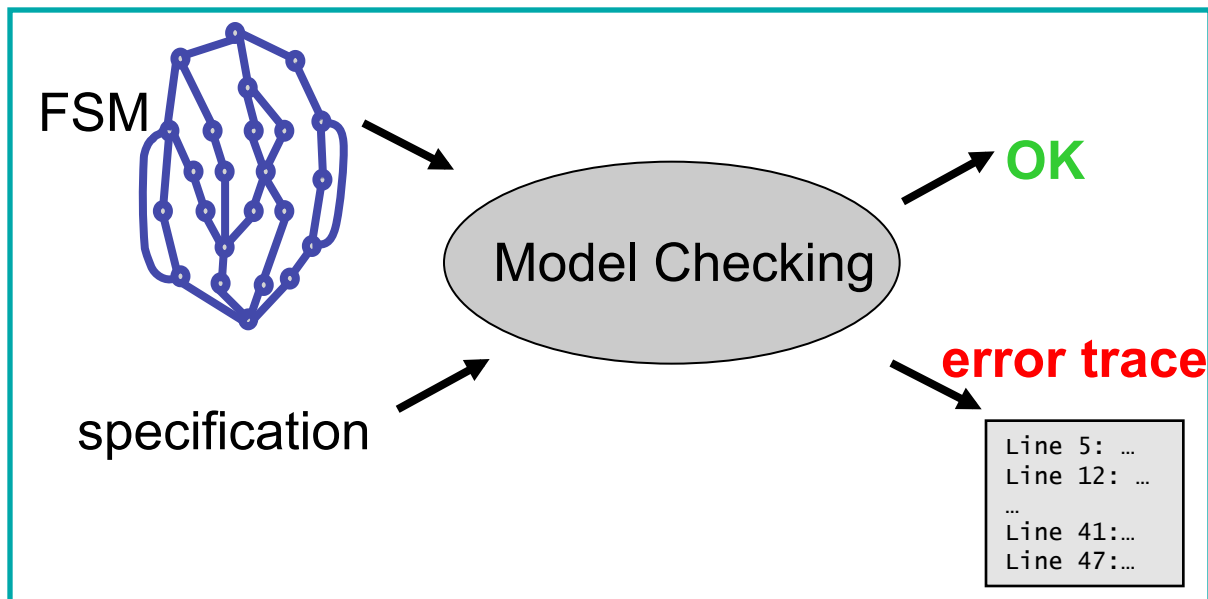 FSM
OK
Model Checking
error trace
specification
Line 5: …
Line 12: …
…
Line 41:…
Line 47:…